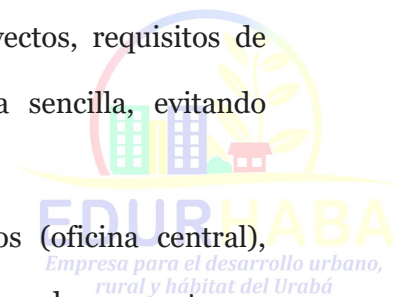 yectos, requisitos de
a sencilla, evitando
os (oficina central),
EDURHABA
Empresa para el desarrollo urbano,
rural y hábitat del Urabá